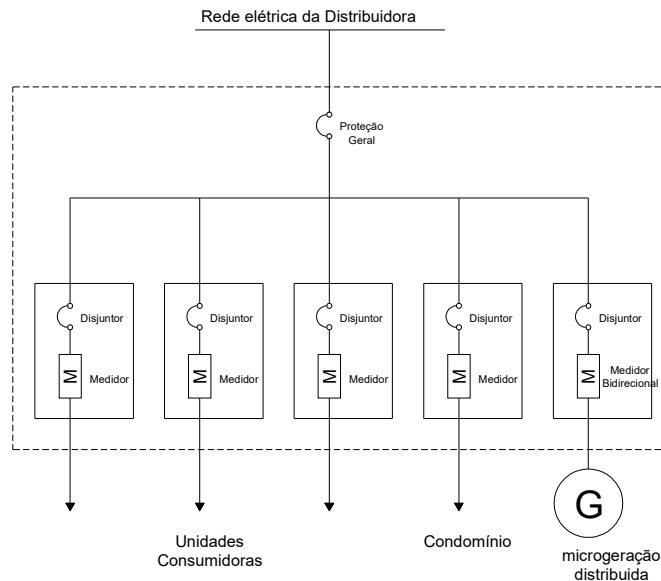 Rede elétrica da Distribuidora
Proteção
Geral
Disjuntor
Disjuntor
Disjuntor
Disjuntor
Disjuntor
M
Medidor
M
Medidor
M
Medidor
M
Medidor
M
Medidor
Bidirecional
G
Unidades
Consumidoras
Condomínio
microgeração
distribuida